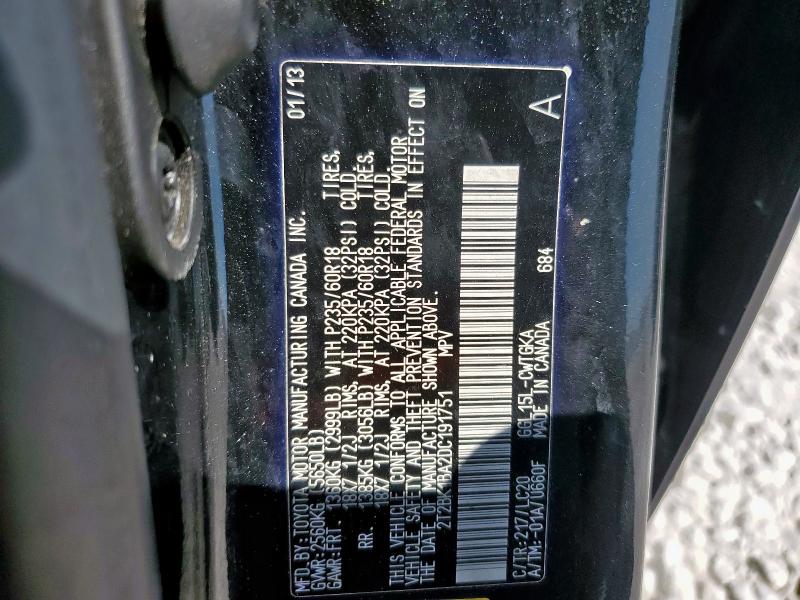 MFD.BY:TOYOTA MOTOR MANUFACTURING CANADA INC. 01/13
GVWR:2560KG (5650LB)
GAWR:FRT. 1360KG (2999LB) WITH P235/60R18 TIRES,
18X7 1/2J RIMS, AT 220KPA (32PSI) COLD.
RR. 1385KG (3056LB) WITH P235/60R18 TIRES,
18X7 1/2J RIMS, AT 220KPA (32PSI) COLD.
THIS VEHICLE CONFORMS TO ALL APPLICABLE FEDERAL MOTOR
VEHICLE SAFETY AND THEFT PREVENTION STANDARDS IN EFFECT ON
THE DATE OF MANUFACTURE SHOWN ABOVE.
2T2BK1BA2DC191751 MPV
C/TR:217/LC20 GGL15L-CWTGKA 684
A/TM:-01A/U660F MADE IN CANADA
A